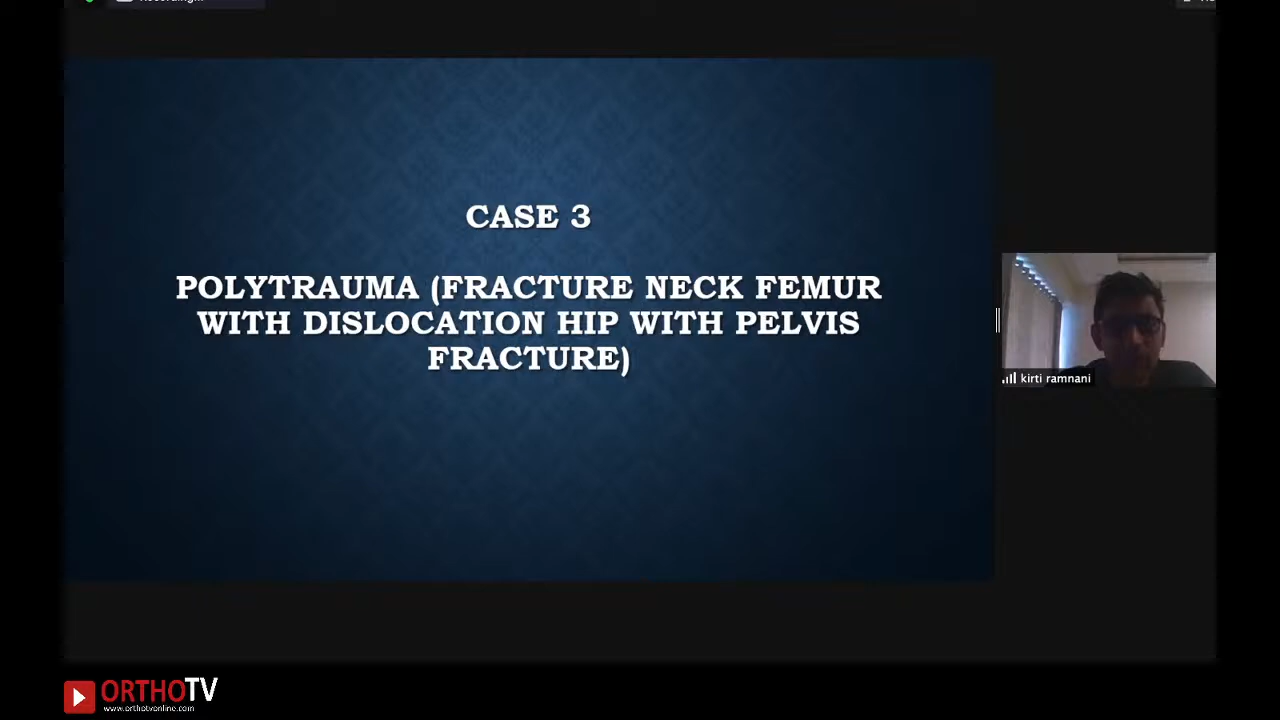 CASE 3
POLYTRAUMA (FRACTURE NECK FEMUR
WITH DISLOCATION HIP WITH PELVIS
FRACTURE)
kirti ramnani
ORTHOTV
www.orthotvonline.com